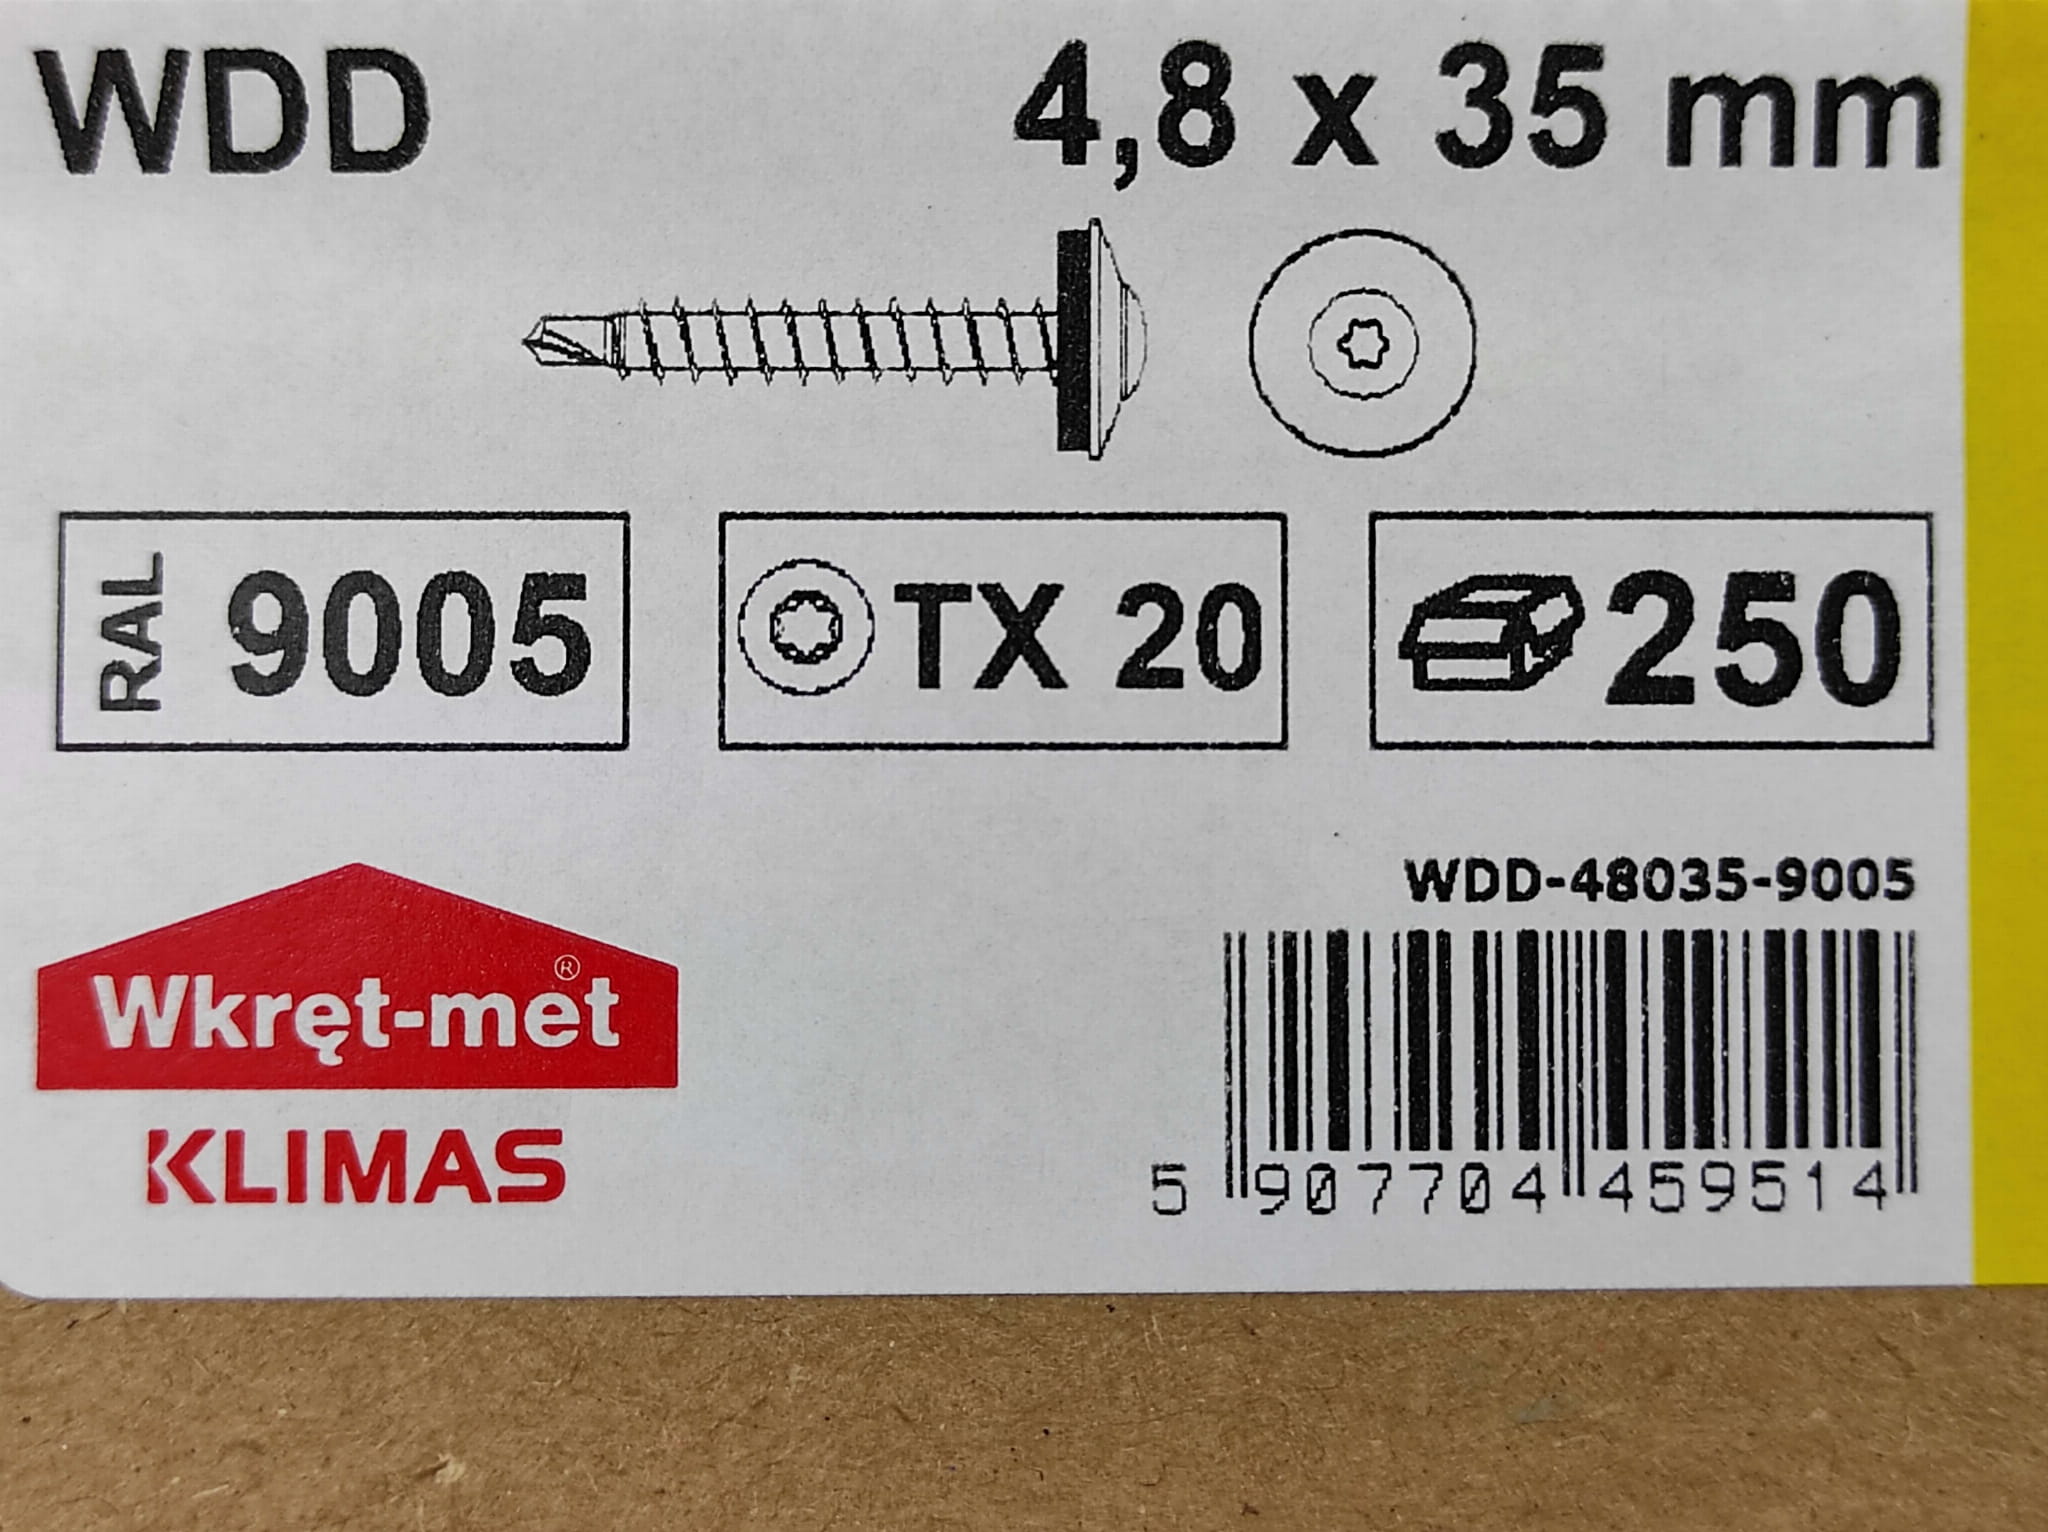 WDD 4,8 x 35 mm
RAL 9005 TX 20 250
WDD-48035-9005
Wkręt-met®
KLIMAS
5 907704 459514